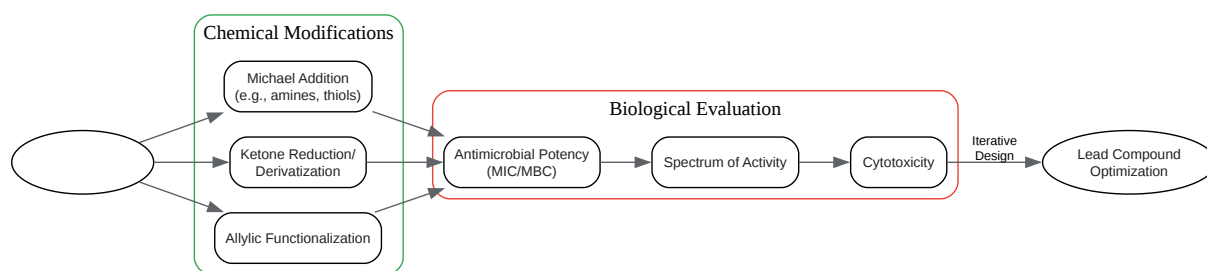 Chemical Modifications
Michael Addition
(e.g., amines, thiols)
Ketone Reduction/
Derivatization
Allylic Functionalization
Biological Evaluation
Antimicrobial Potency
(MIC/MBC)
Spectrum of Activity
Cytotoxicity
Iterative
Design
Lead Compound
Optimization